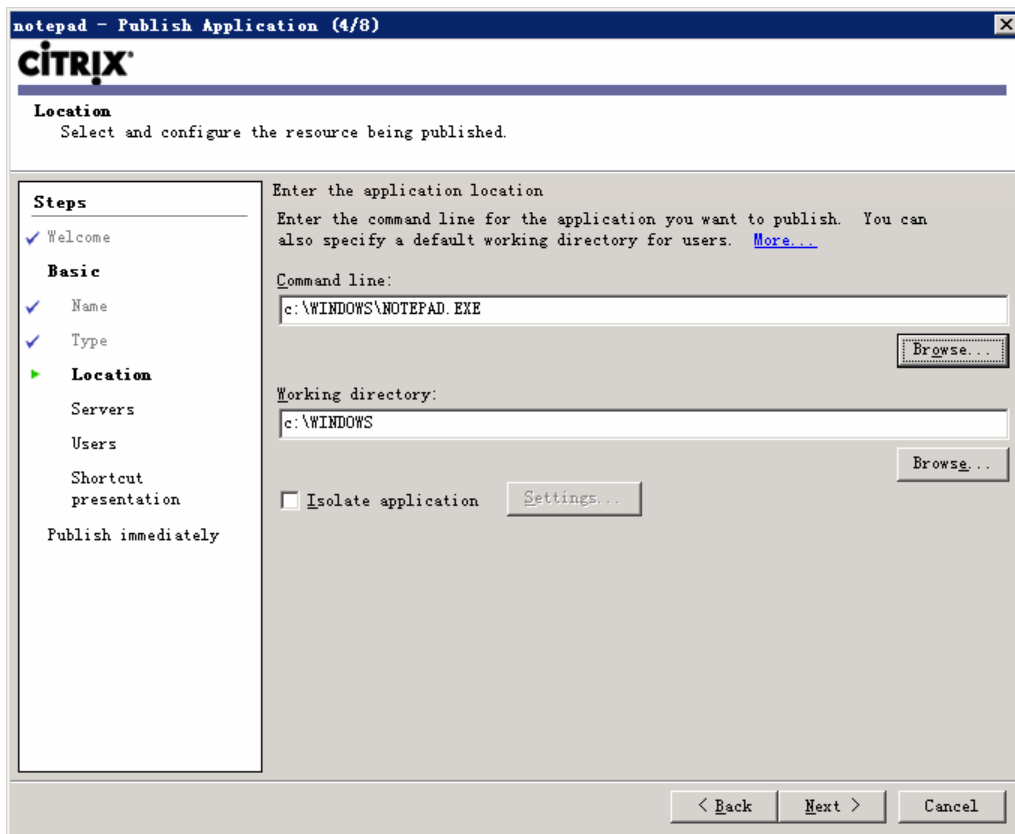 notepad - Publish Application (4/8)
CİTRIX®
Location
Select and configure the resource being published.
Steps
Welcome
Basic
Name
Type
Location
Servers
Users
Shortcut
presentation
Publish immediately
Enter the application location
Enter the command line for the application you want to publish. You can
also specify a default working directory for users. More...
Command line:
c:\WINDOWS\NOTEPAD.EXE
Browse...
Working directory:
c:\WINDOWS
Browse...
Isolate application
Settings...
< Back
Next >
Cancel